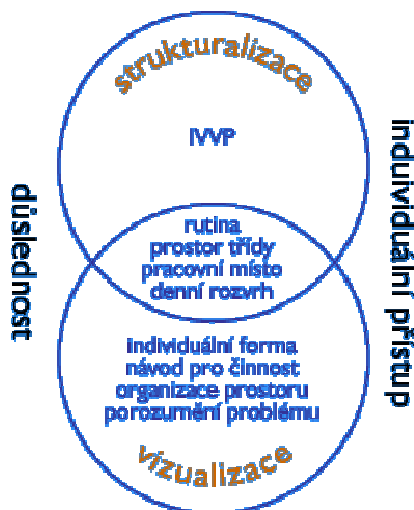 strukturalizace
IVVP
důslednost
individuální přístup
rutina
prostor třídy
pracovní místo
denní rozvrh
individuální forma
návod pro činnost
organizace prostoru
porozumění problému
vizualizace